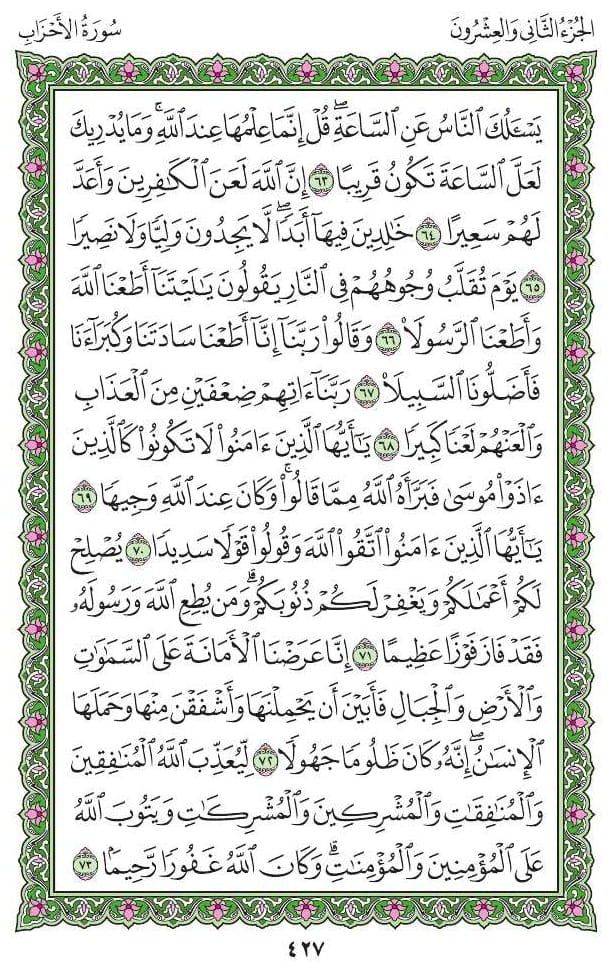 الجزء الثاني والعشرون
سورة الأحزاب
يَسْـَٔلُكَ ٱلنَّاسُ عَنِ ٱلسَّاعَةِۖ قُلْ إِنَّمَا عِلْمُهَا عِندَ ٱللَّهِۚ وَمَا يُدْرِيكَ
لَعَلَّ ٱلسَّاعَةَ تَكُونُ قَرِيبًا ٦٣ إِنَّ ٱللَّهَ لَعَنَ ٱلْكَٰفِرِينَ وَأَعَدَّ
لَهُمْ سَعِيرًا ٦٤ خَٰلِدِينَ فِيهَآ أَبَدًاۖ لَّا يَجِدُونَ وَلِيًّا وَلَا نَصِيرًا
٦٥ يَوْمَ تُقَلَّبُ وُجُوهُهُمْ فِى ٱلنَّارِ يَقُولُونَ يَٰلَيْتَنَآ أَطَعْنَا ٱللَّهَ
وَأَطَعْنَا ٱلرَّسُولَا۠ ٦٦ وَقَالُوا۟ رَبَّنَآ إِنَّآ أَطَعْنَا سَادَتَنَا وَكُبَرَآءَنَا
فَأَضَلُّونَا ٱلسَّبِيلَا۠ ٦٧ رَبَّنَآ ءَاتِهِمْ ضِعْفَيْنِ مِنَ ٱلْعَذَابِ
وَٱلْعَنْهُمْ لَعْنًا كَبِيرًا ٦٨ يَٰٓأَيُّهَا ٱلَّذِينَ ءَامَنُوا۟ لَا تَكُونُوا۟ كَٱلَّذِينَ
ءَاذَوْا۟ مُوسَىٰ فَبَرَّأَهُ ٱللَّهُ مِمَّا قَالُوا۟ۚ وَكَانَ عِندَ ٱللَّهِ وَجِيهًا ٦٩
يَٰٓأَيُّهَا ٱلَّذِينَ ءَامَنُوا۟ ٱتَّقُوا۟ ٱللَّهَ وَقُولُوا۟ قَوْلًا سَدِيدًا ٧٠ يُصْلِحْ
لَكُمْ أَعْمَٰلَكُمْ وَيَغْفِرْ لَكُمْ ذُنُوبَكُمْۗ وَمَن يُطِعِ ٱللَّهَ وَرَسُولَهُۥ
فَقَدْ فَازَ فَوْزًا عَظِيمًا ٧١ إِنَّا عَرَضْنَا ٱلْأَمَانَةَ عَلَى ٱلسَّمَٰوَٰتِ
وَٱلْأَرْضِ وَٱلْجِبَالِ فَأَبَيْنَ أَن يَحْمِلْنَهَا وَأَشْفَقْنَ مِنْهَا وَحَمَلَهَا
ٱلْإِنسَٰنُۖ إِنَّهُۥ كَانَ ظَلُومًا جَهُولًا ٧٢ لِّيُعَذِّبَ ٱللَّهُ ٱلْمُنَٰفِقِينَ
وَٱلْمُنَٰفِقَٰتِ وَٱلْمُشْرِكِينَ وَٱلْمُشْرِكَٰتِ وَيَتُوبَ ٱللَّهُ
عَلَى ٱلْمُؤْمِنِينَ وَٱلْمُؤْمِنَٰتِۗ وَكَانَ ٱللَّهُ غَفُورًا رَّحِيمًۢا ٧٣
٤٢٧